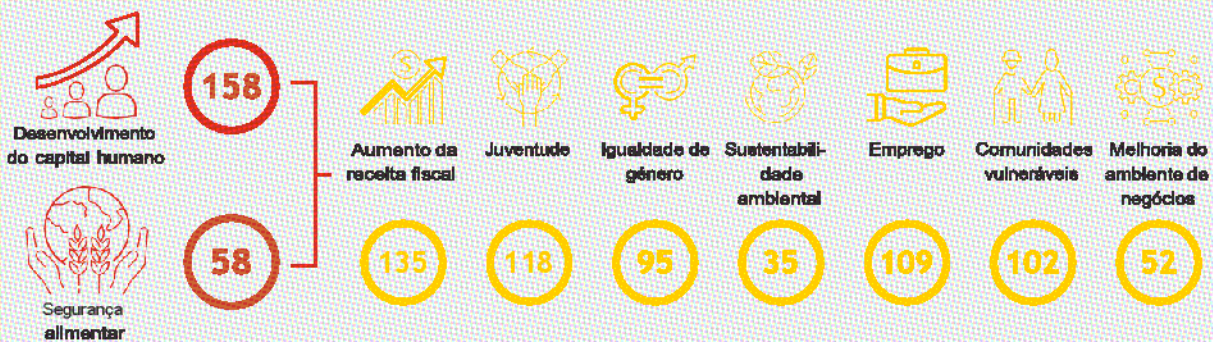 158
Desenvolvimento
do capital humano
58
Segurança
alimentar
Aumento da
receita fiscal
135
Juventude
118
Igualdade de
género
95
Sustentabili-
dade
ambiental
35
Emprego
109
Comunidades
vulneráveis
102
Melhoria do
ambiente de
negócios
52